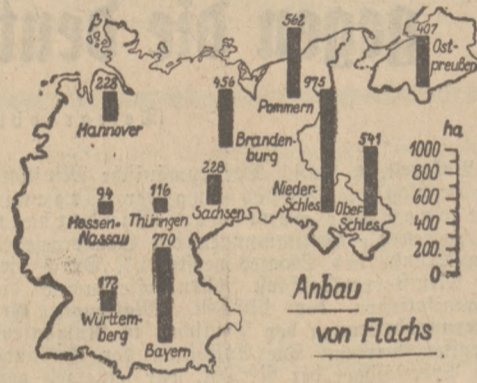 562
407
Ost-
preußen
228
Hannover
456
Pommern
975
Branden-
burg
541
ha
1000
800
600
400
200.
0
94
Hessen-
Nassau
116
Thüringen
228
Sachsen
Nieder-
Schles.
Ober
Schles.
770
172
Württem-
berg
Bayern
Anbau
von Flachs